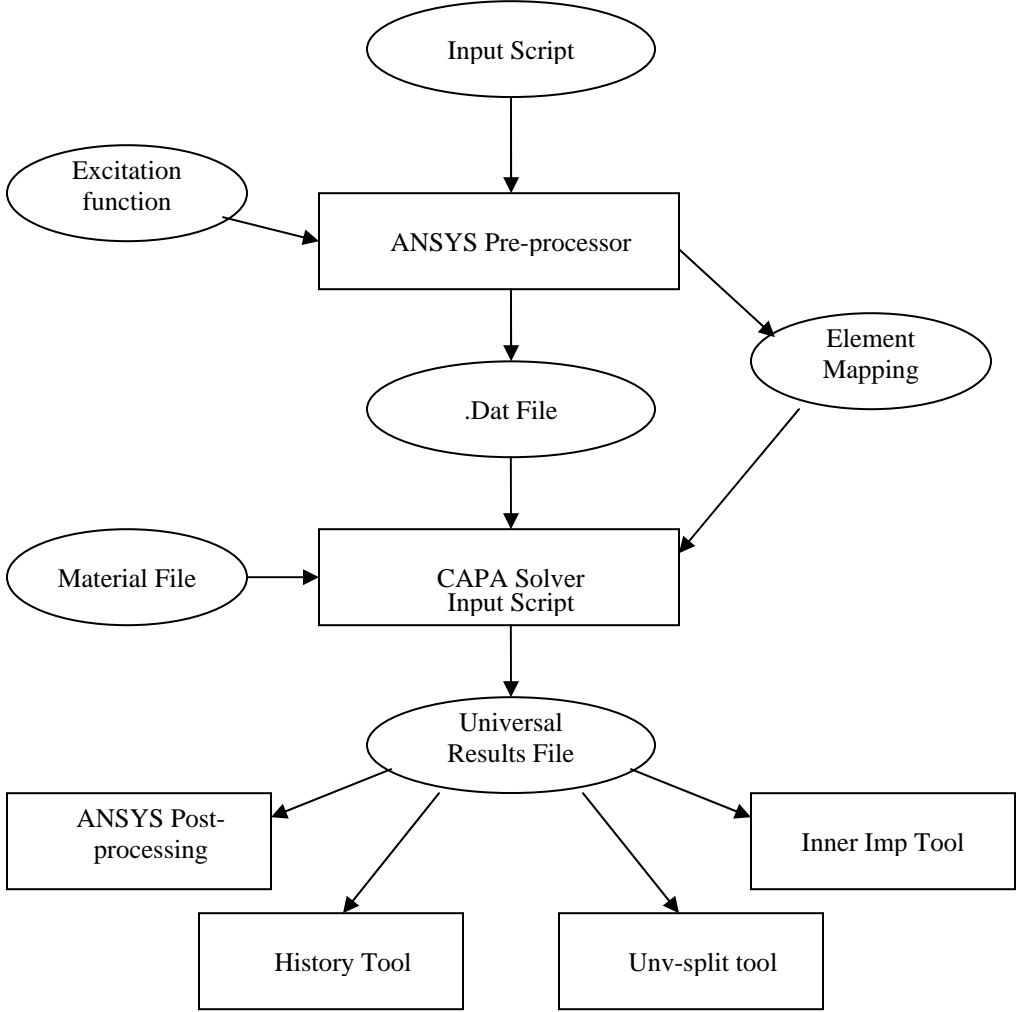 Input Script
Excitation
function
ANSYS Pre-processor
Element
Mapping
.Dat File
Material File
CAPA Solver
Input Script
Universal
Results File
ANSYS Post-
processing
Inner Imp Tool
History Tool
Unv-split tool